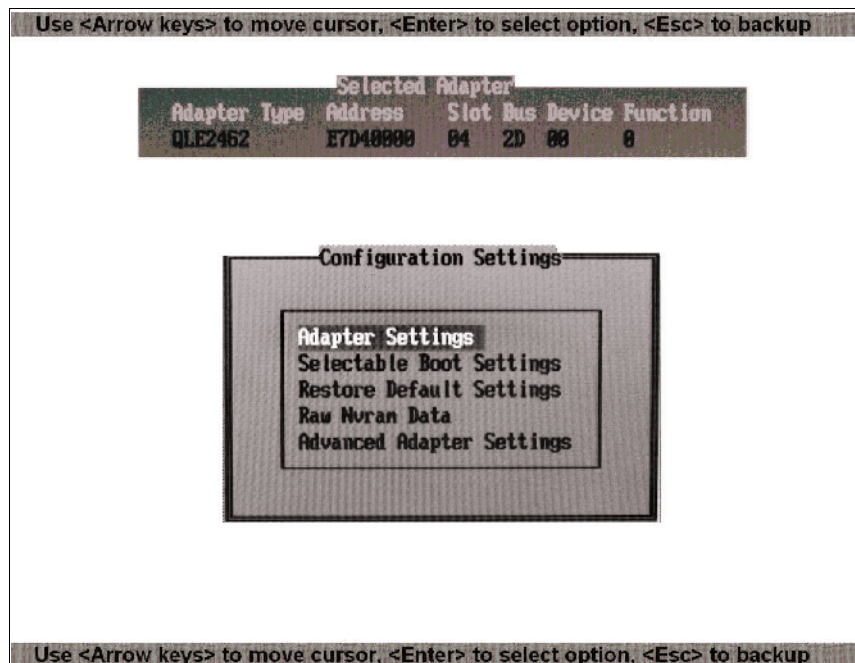 Use <Arrow keys> to move cursor, <Enter> to select option, <Esc> to backup
Selected Adapter
Adapter Type Address Slot Bus Device Function
QLE2462 E7D40000 04 2D 00 0
Configuration Settings
Adapter Settings
Selectable Boot Settings
Restore Default Settings
Raw Nvram Data
Advanced Adapter Settings
Use <Arrow keys> to move cursor, <Enter> to select option, <Esc> to backup